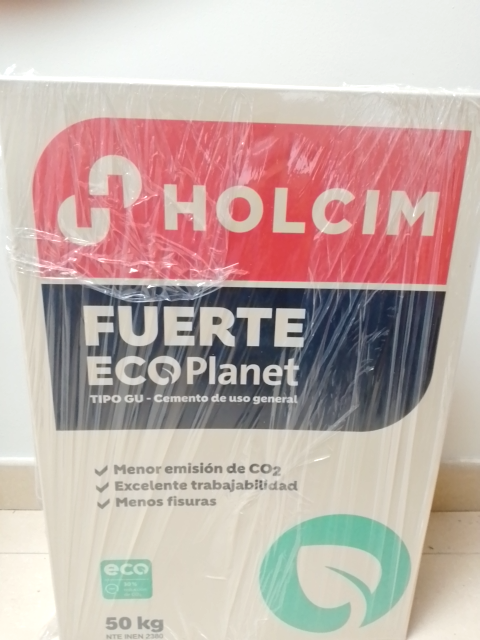 HOLCIM
FUERTE
ECOPlanet
TIPO GU - Cemento de uso general
Menor emisión de CO₂
Excelente trabajabilidad
Menos fisuras
eco
50 kg
NTE INEN 2380